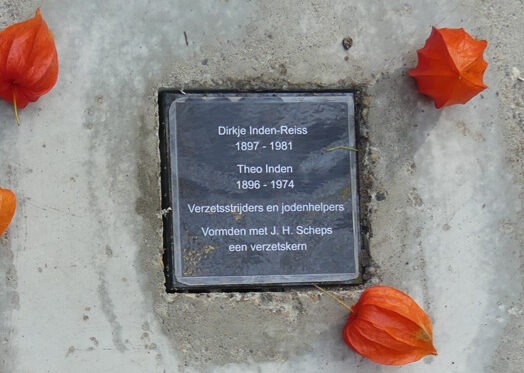 Dirkje Inden-Reiss
1897 - 1981
Theo Inden
1896 - 1974
Verzetsstrijders en jodenhelpers
Vormden met J. H. Scheps
een verzetskern